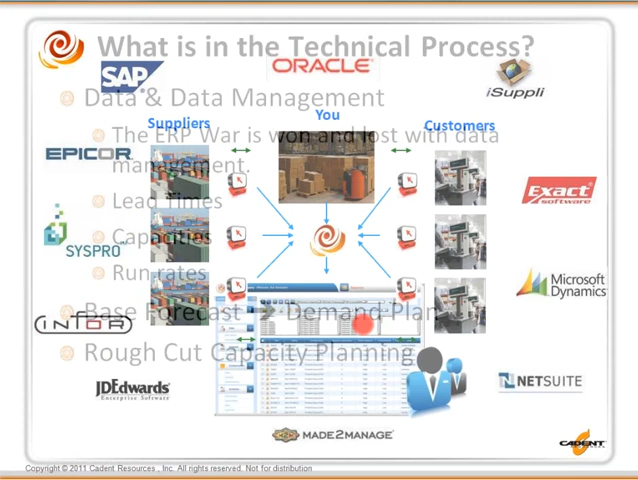 What is in the Technical Process?
SAP
ORACLE
iSuppli
Data & Data Management
Suppliers
You
Customers
The ERP War is won and lost with data
management.
EPICOR
Exact
software
Lead Times
Capacities
SYSPRO
Run rates
Microsoft
Dynamics
Base Forecast
Demand Plan
infor
Rough Cut Capacity Planning
JDEdwards
Enterprise Software
NETSUITE
MADE2MANAGE
CADENT
Copyright © 2011 Cadent Resources , Inc. All rights reserved. Not for distribution